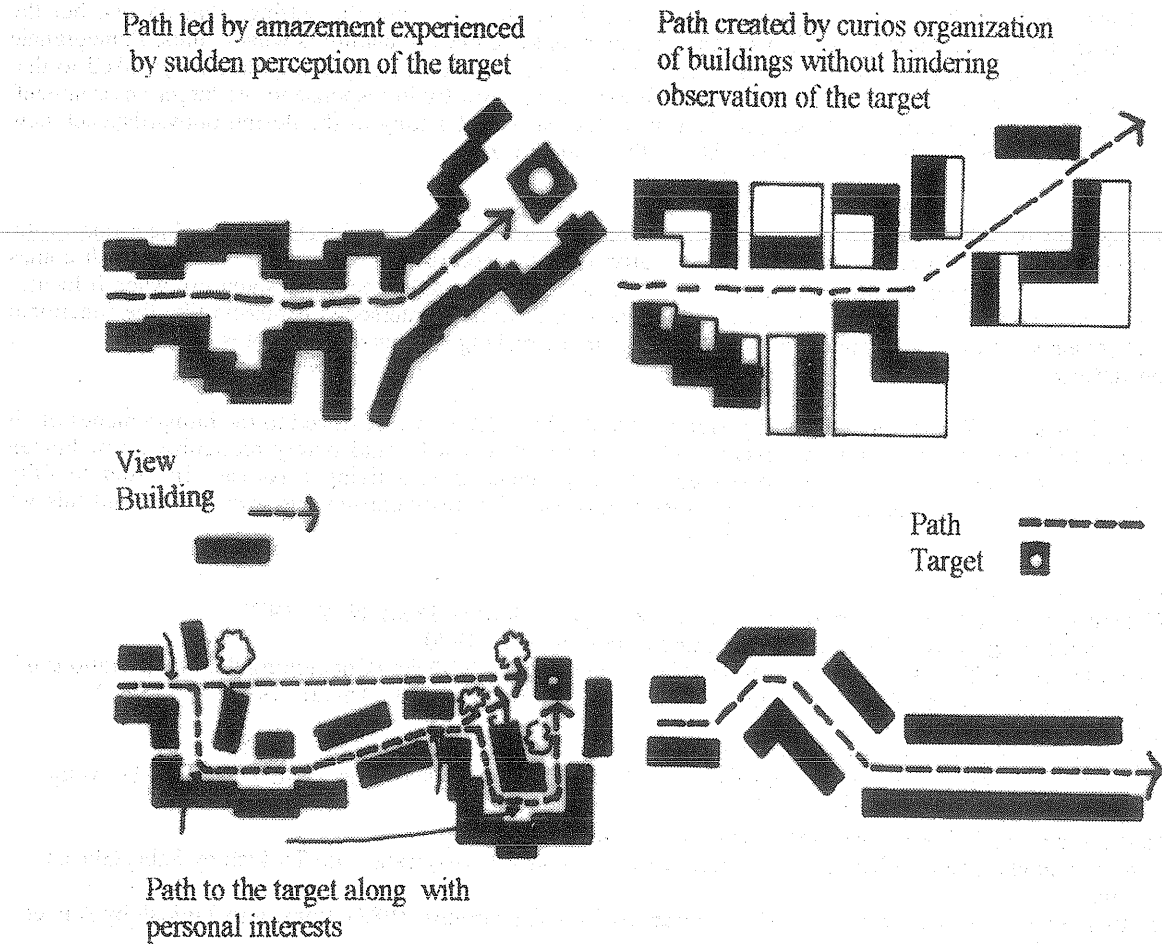 Path led by amazement experienced
by sudden perception of the target
Path created by curios organization
of buildings without hindering
observation of the target
View
Building
Path
Target
Path to the target along with
personal interests